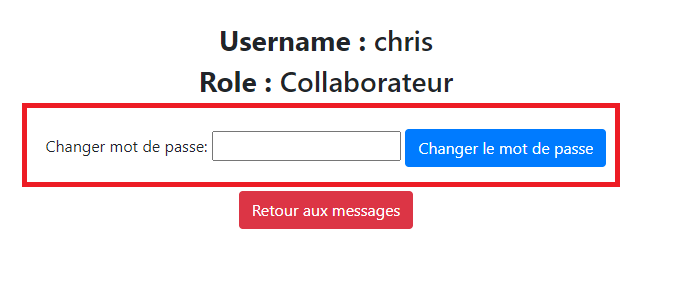 Username : chris
Role : Collaborateur
Changer mot de passe: Changer le mot de passe
Retour aux messages